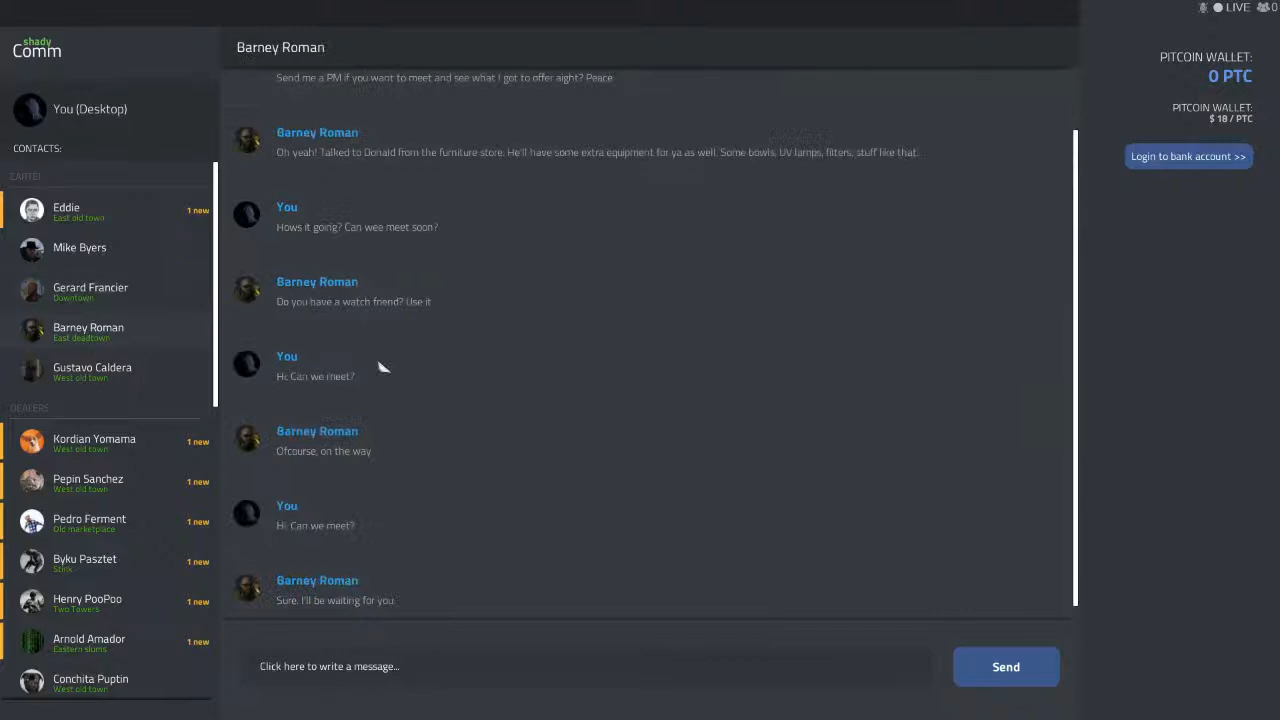 LIVE 0
shady
Comm
You (Desktop)
CONTACTS:
CARTEL
Eddie
East old town
1 new
Mike Byers
Gerard Francier
Downtown
Barney Roman
East deadtown
Gustavo Caldera
West old town
DEALERS
Kordian Yomama
West old town
1 new
Pepin Sanchez
West old town
1 new
Pedro Ferment
Old marketplace
1 new
Byku Pasztet
Stink
1 new
Henry PooPoo
Two Towers
1 new
Arnold Amador
Eastern slums
1 new
Conchita Puptin
West old town
Barney Roman
Send me a PM if you want to meet and see what I got to offer aight? Peace
Barney Roman
Oh yeah! Talked to Donald from the furniture store. He'll have some extra equipment for ya as well. Some bowls, UV lamps, filters, stuff like that...
You
Hows it going? Can wee meet soon?
Barney Roman
Do you have a watch friend? Use it
You
Hi; Can we meet?
Barney Roman
Ofcourse, on the way
You
Hi. Can we meet?
Barney Roman
Sure. I'll be waiting for you
Click here to write a message...
Send
PITCOIN WALLET:
0 PTC
PITCOIN WALLET:
$ 18 / PTC
Login to bank account >>